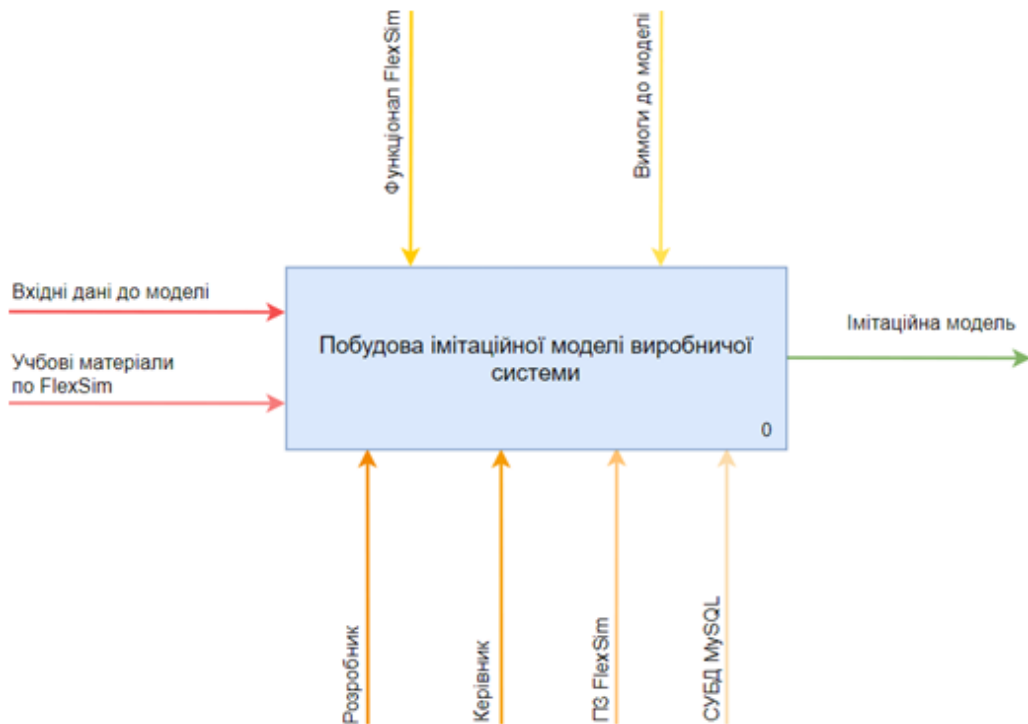 Функціонал FlexSim
Вимоги до моделі
Вхідні дані до моделі
Учбові матеріали
по FlexSim
Побудова імітаційної моделі виробничої
системи
0
Імітаційна модель
Розробник
Керівник
ПЗ FlexSim
СУБД MySQL